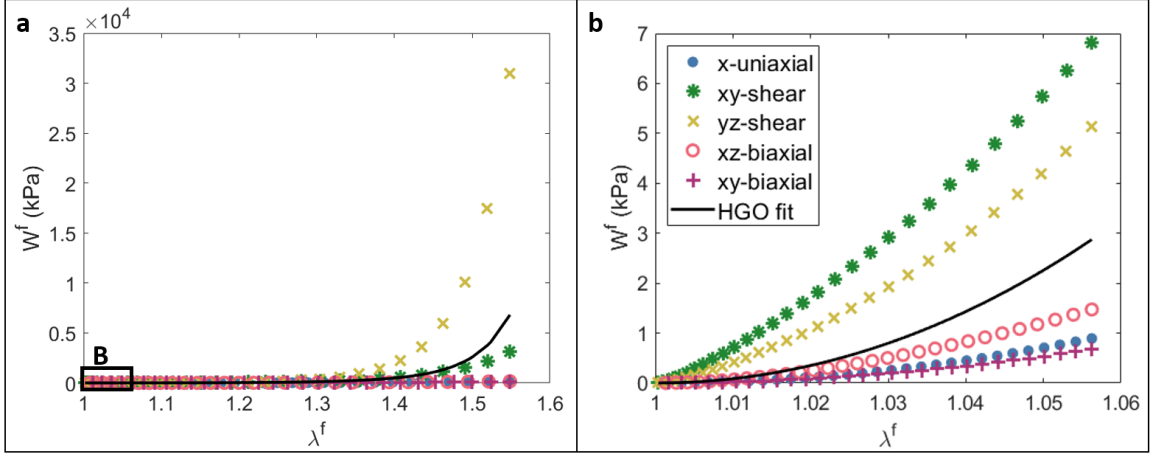 a
×10⁴
3.5
3
2.5
2
1.5
1
0.5
0
W^f (kPa)
B
1
1.1
1.2
1.3
1.4
1.5
1.6
λ^f
b
7
6
5
4
3
2
1
0
W^f (kPa)
x-uniaxial
xy-shear
yz-shear
xz-biaxial
xy-biaxial
HGO fit
1
1.01
1.02
1.03
1.04
1.05
1.06
λ^f